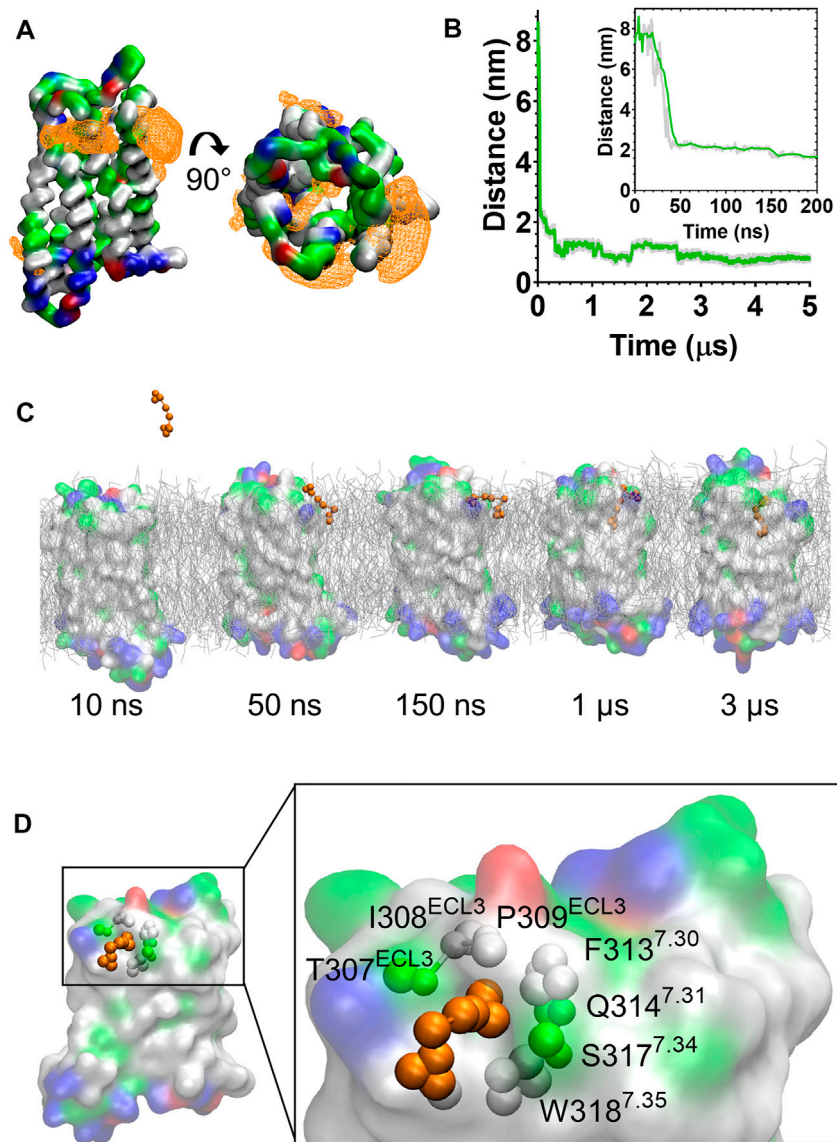 A
90°
B
Distance (nm)
8
6
4
2
0
0 1 2 3 4 5
Time (µs)
Distance (nm)
8
6
4
2
0
0 50 100 150 200
Time (ns)
C
10 ns
50 ns
150 ns
1 µs
3 µs
D
I308ECL3
P309ECL3
T307ECL3
F3137.30
Q3147.31
S3177.34
W3187.35